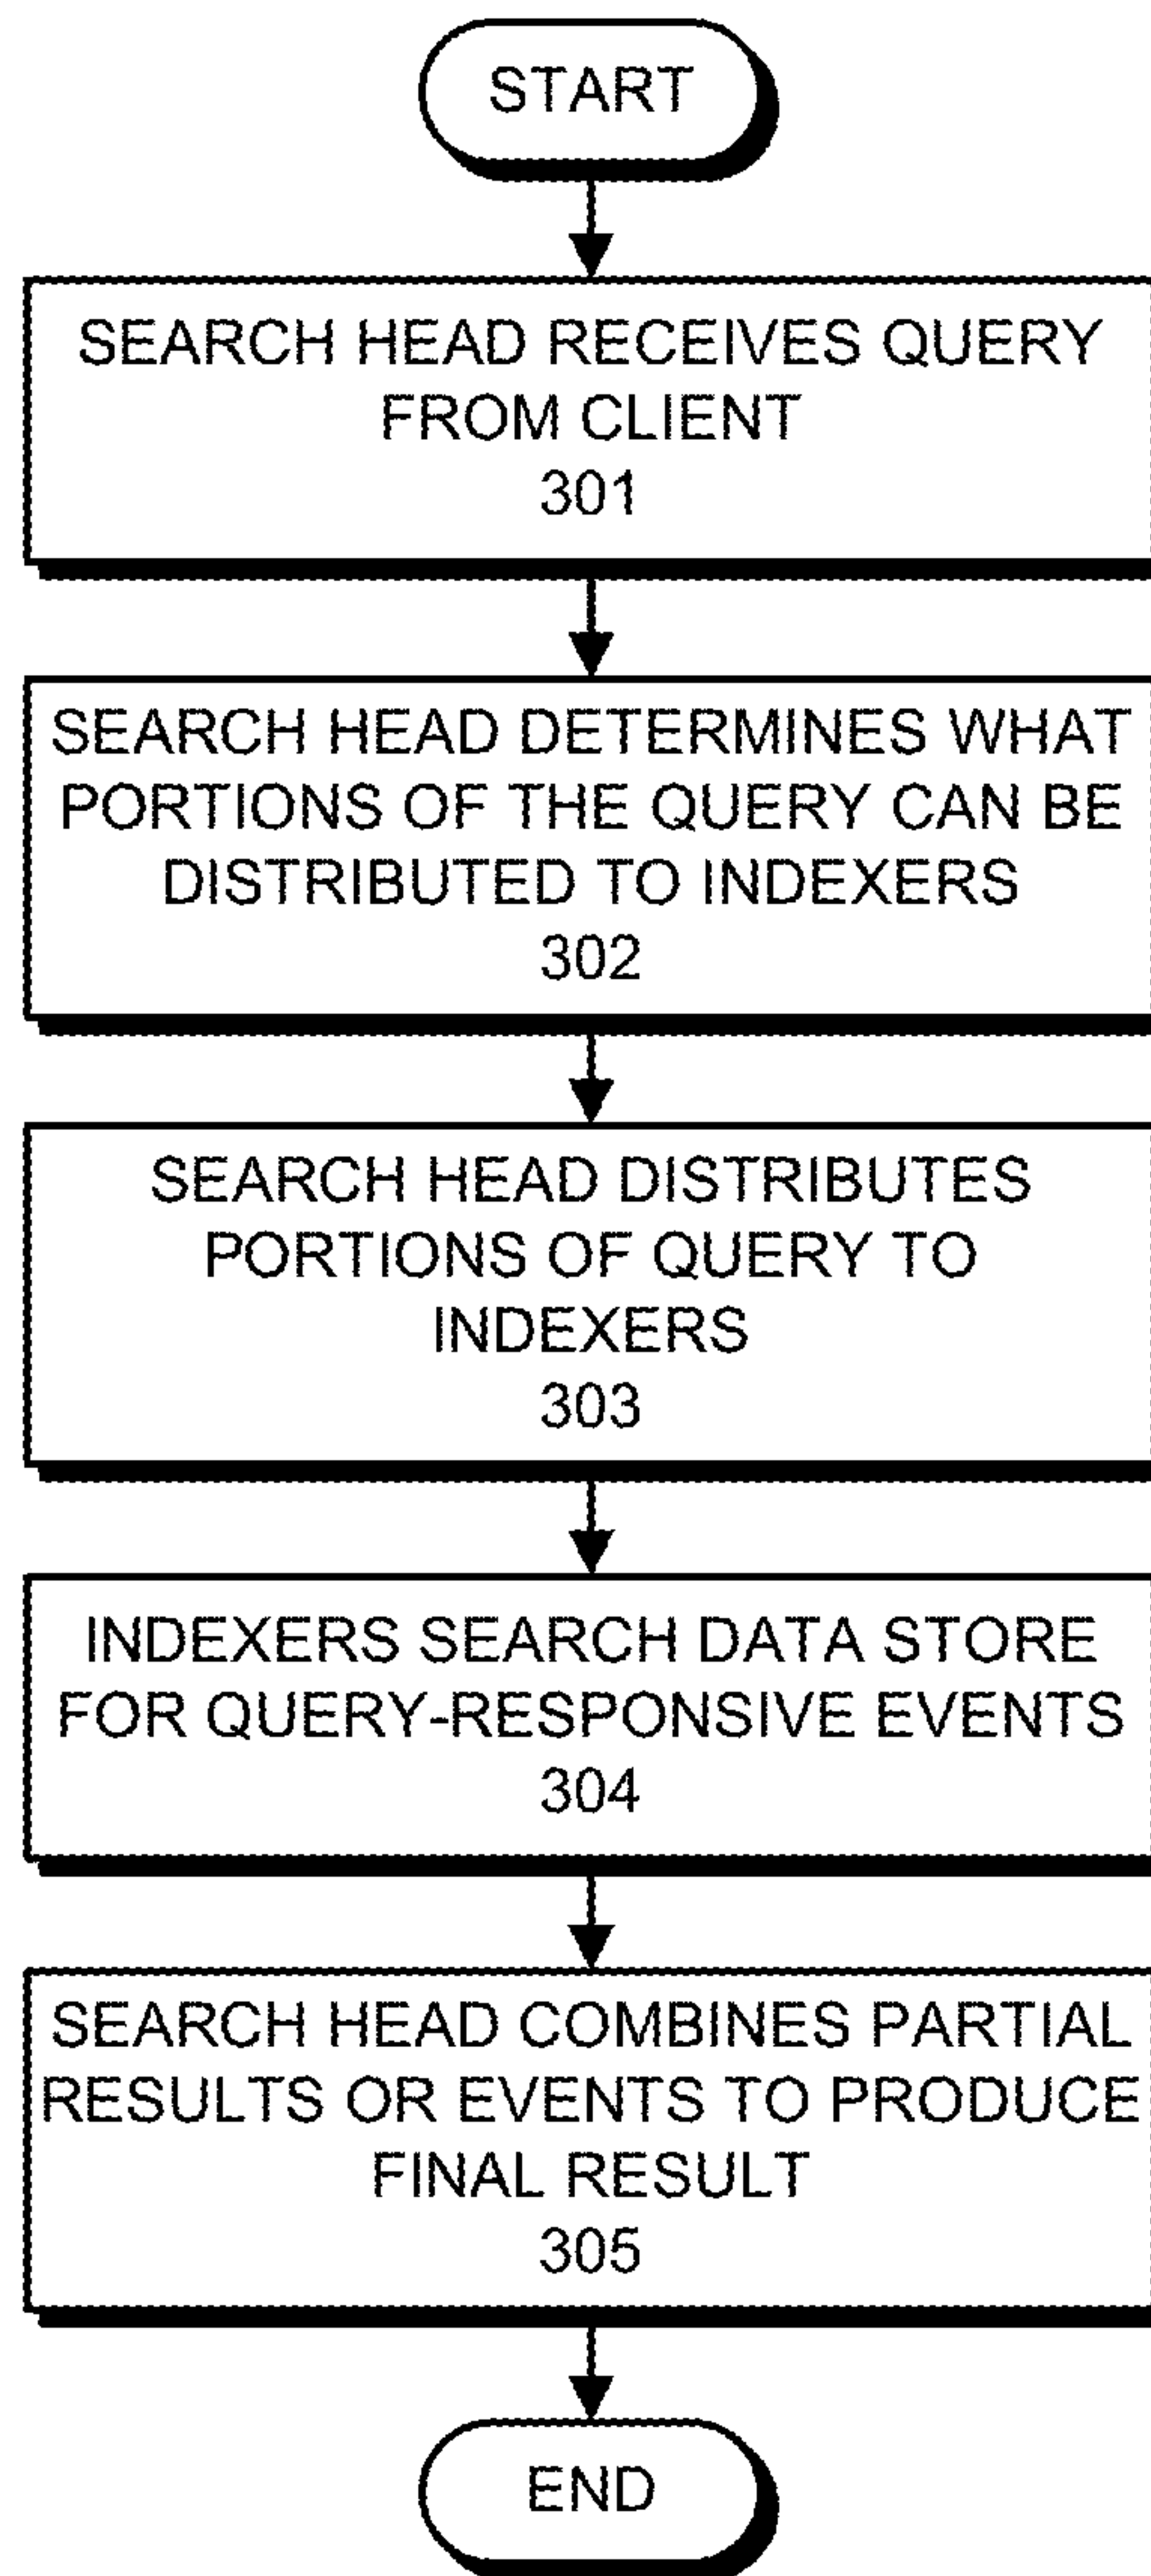 START
SEARCH HEAD RECEIVES QUERY
FROM CLIENT
301
SEARCH HEAD DETERMINES WHAT
PORTIONS OF THE QUERY CAN BE
DISTRIBUTED TO INDEXERS
302
SEARCH HEAD DISTRIBUTES
PORTIONS OF QUERY TO
INDEXERS
303
INDEXERS SEARCH DATA STORE
FOR QUERY-RESPONSIVE EVENTS
304
SEARCH HEAD COMBINES PARTIAL
RESULTS OR EVENTS TO PRODUCE
FINAL RESULT
305
END